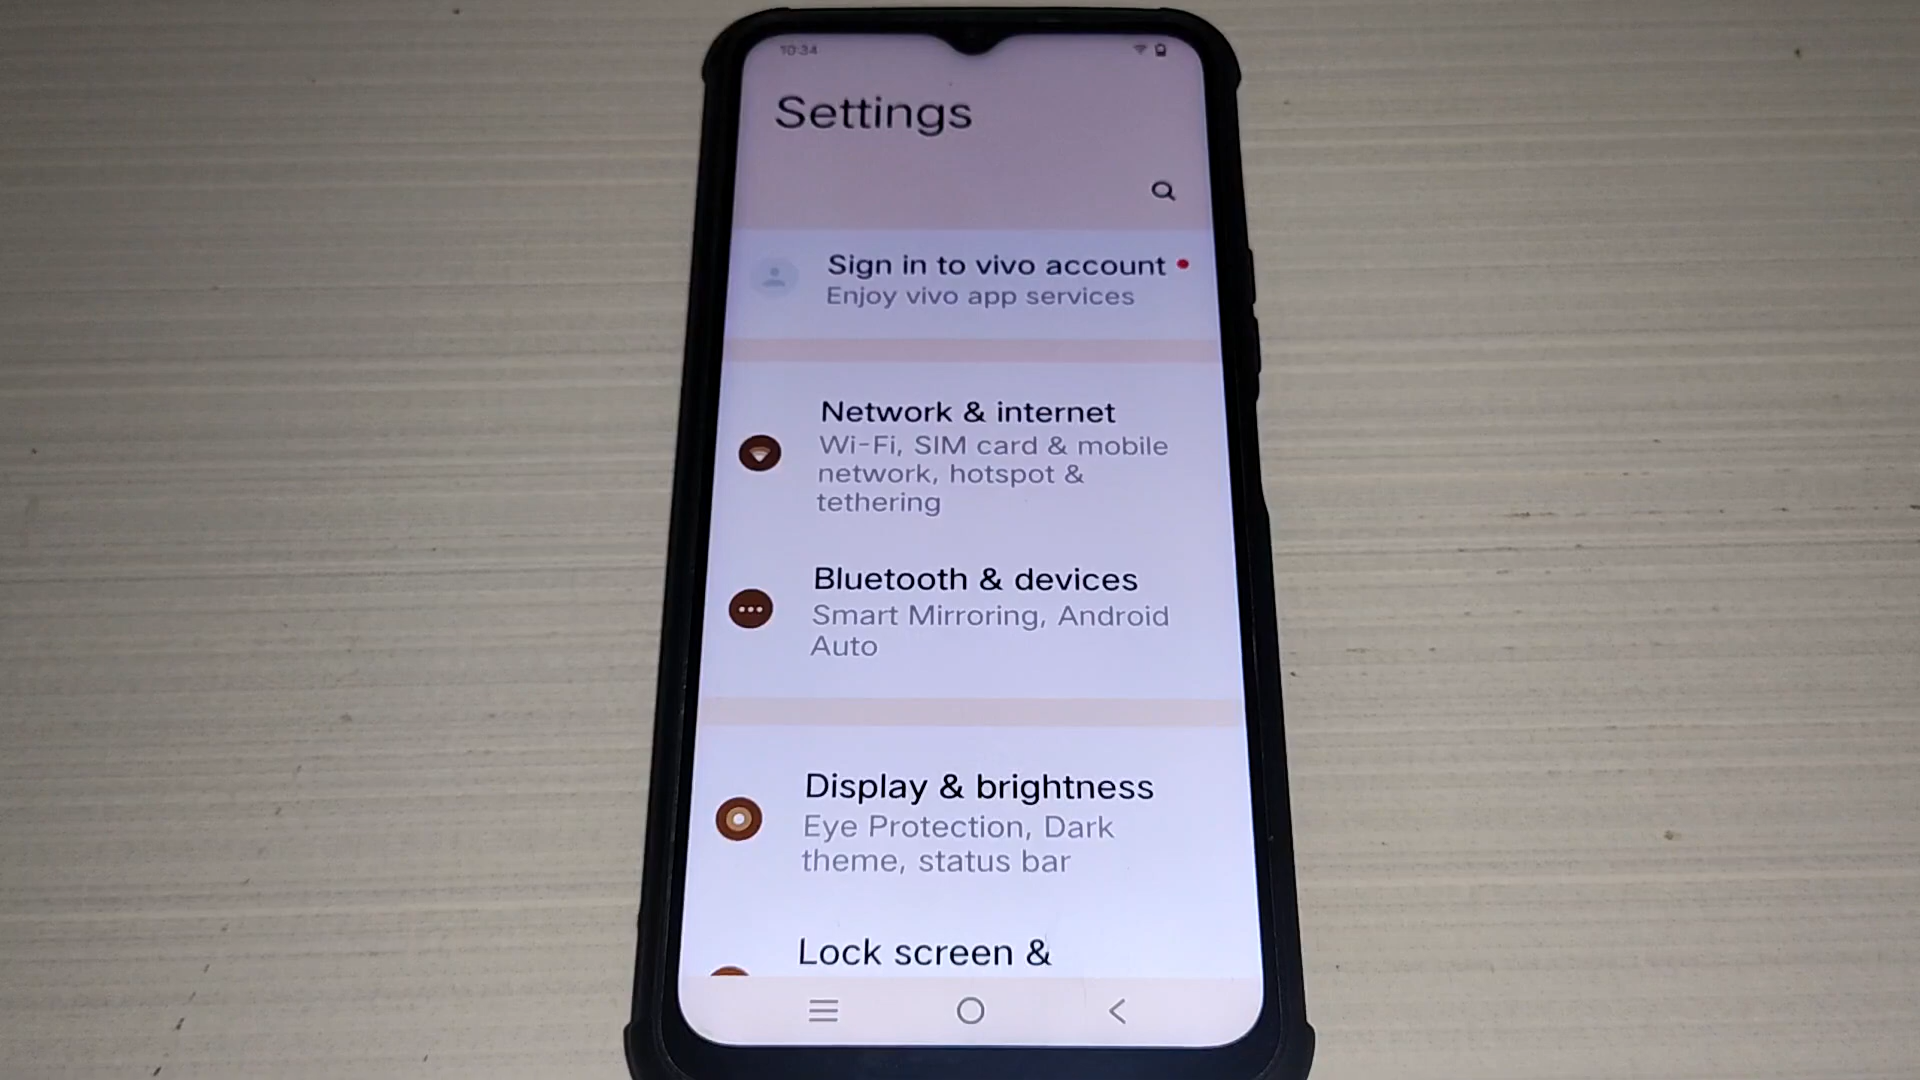 10:34
Settings
Sign in to vivo account
Enjoy vivo app services
Network & internet
Wi-Fi, SIM card & mobile
network, hotspot &
tethering
Bluetooth & devices
Smart Mirroring, Android
Auto
Display & brightness
Eye Protection, Dark
theme, status bar
Lock screen &